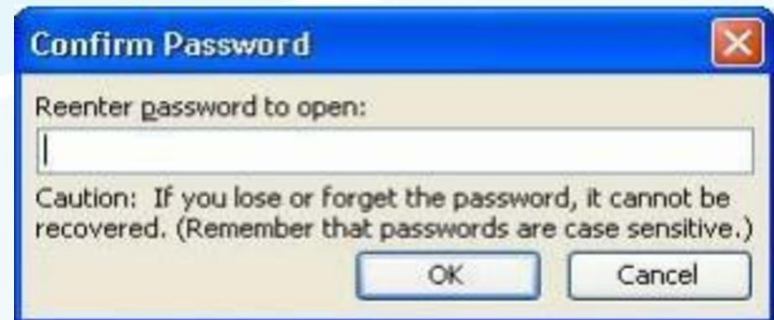 Confirm Password
Reenter password to open:
Caution: If you lose or forget the password, it cannot be
recovered. (Remember that passwords are case sensitive.)
OK Cancel